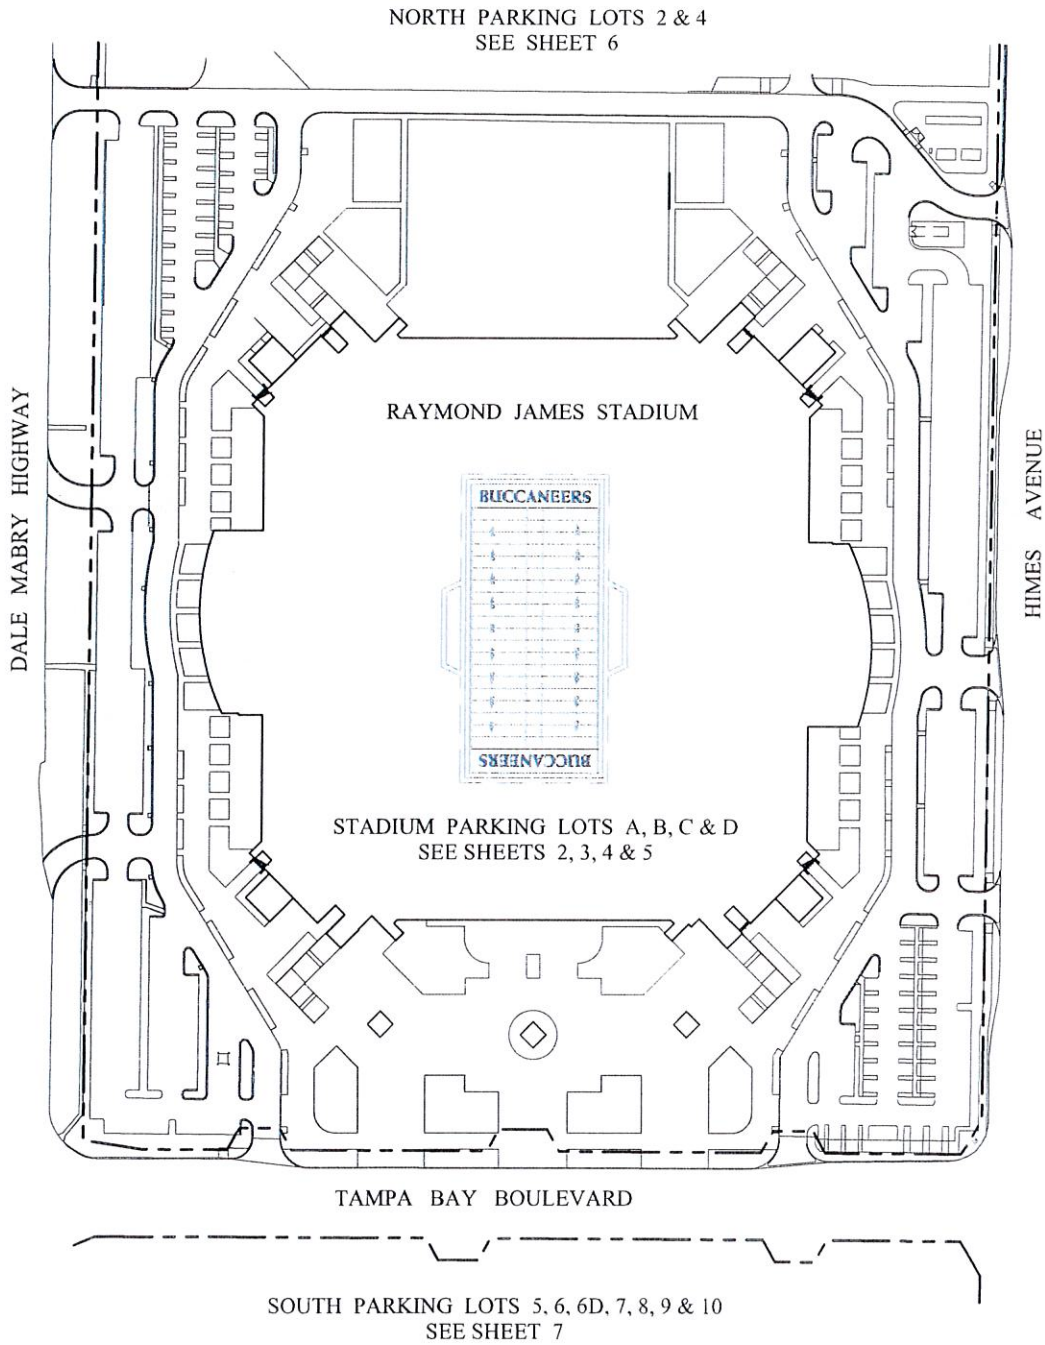 NORTH PARKING LOTS 2 & 4
SEE SHEET 6
RAYMOND JAMES STADIUM
DALE MABRY HIGHWAY
HIMES AVENUE
BUCCANEERS
BUCCANEERS
STADIUM PARKING LOTS A, B, C & D
SEE SHEETS 2, 3, 4 & 5
TAMPA BAY BOULEVARD
SOUTH PARKING LOTS 5, 6, 6D, 7, 8, 9 & 10
SEE SHEET 7